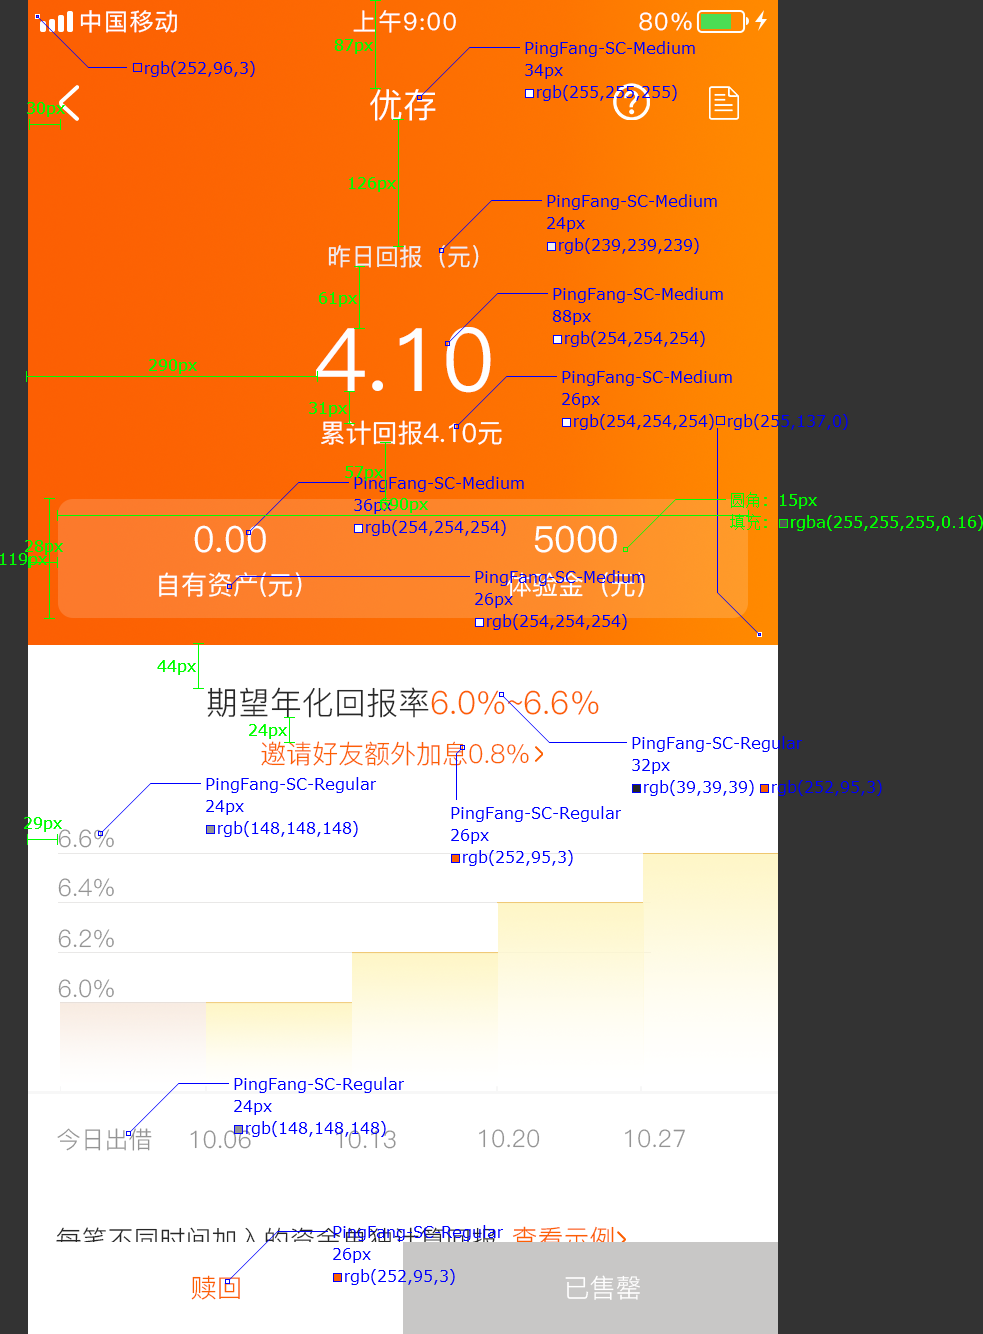 中国移动 上午9:00 80%
87px
rgb(252,96,3)
PingFang-SC-Medium
34px
rgb(255,255,255)
30px
优存
126px
PingFang-SC-Medium
24px
rgb(239,239,239)
昨日回报（元）
61px
PingFang-SC-Medium
88px
rgb(254,254,254)
4.10
290px
31px
PingFang-SC-Medium
26px
rgb(254,254,254) rgb(255,137,0)
累计回报4.10元
57px
PingFang-SC-Medium
36px
rgb(254,254,254)
690px
15px
rgba(255,255,255,0.16)
28px
119px
0.00 5000
自有资产(元) 体验金（元）
PingFang-SC-Medium
26px
rgb(254,254,254)
44px
期望年化回报率6.0%~6.6%
24px
邀请好友额外加息0.8%
PingFang-SC-Regular
32px
rgb(39,39,39) rgb(252,95,3)
PingFang-SC-Regular
24px
rgb(148,148,148)
PingFang-SC-Regular
26px
rgb(252,95,3)
29px
6.6%
6.4%
6.2%
6.0%
PingFang-SC-Regular
24px
rgb(148,148,148)
今日出借 10.06 10.13 10.20 10.27
每笔不同时间加入的资金单独计算回报 查看示例
PingFang-SC-Regular
26px
rgb(252,95,3)
赎回 已售罄